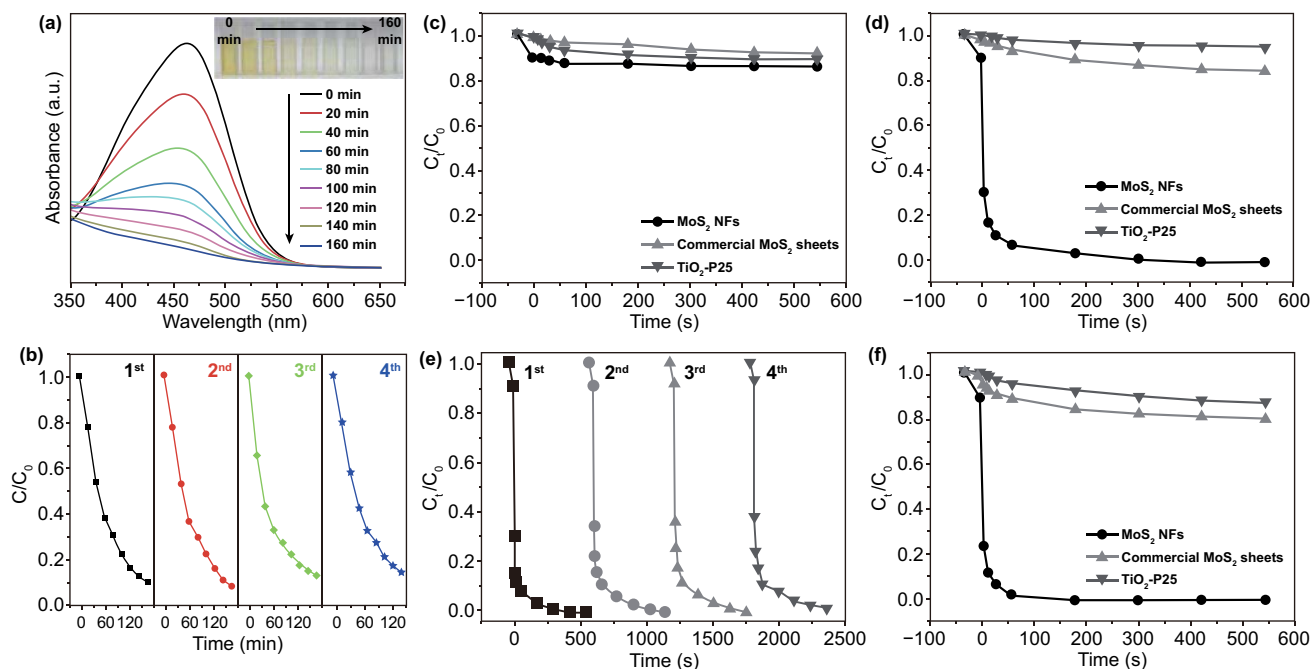 (a)
0
min
160
min
0 min
20 min
40 min
60 min
80 min
100 min
120 min
140 min
160 min
Absorbance (a.u.)
350 400 450 500 550 600 650
Wavelength (nm)
(c)
1.0
0.8
0.6
0.4
0.2
0.0
Cₜ/C₀
MoS₂ NFs
Commercial MoS₂ sheets
TiO₂-P25
−100 0 100 200 300 400 500 600
Time (s)
(d)
1.0
0.8
0.6
0.4
0.2
0.0
Cₜ/C₀
MoS₂ NFs
Commercial MoS₂ sheets
TiO₂-P25
−100 0 100 200 300 400 500 600
Time (s)
(b)
1ˢᵗ 2ⁿᵈ 3ʳᵈ 4ᵗʰ
1.0
0.8
0.6
0.4
0.2
0.0
C/C₀
0 60 120 0 60 120 0 60 120 0 60 120
Time (min)
(e)
1ˢᵗ 2ⁿᵈ 3ʳᵈ 4ᵗʰ
1.0
0.8
0.6
0.4
0.2
0.0
Cₜ/C₀
0 500 1000 1500 2000 2500
Time (s)
(f)
1.0
0.8
0.6
0.4
0.2
0.0
Cₜ/C₀
MoS₂ NFs
Commercial MoS₂ sheets
TiO₂-P25
−100 0 100 200 300 400 500 600
Time (s)